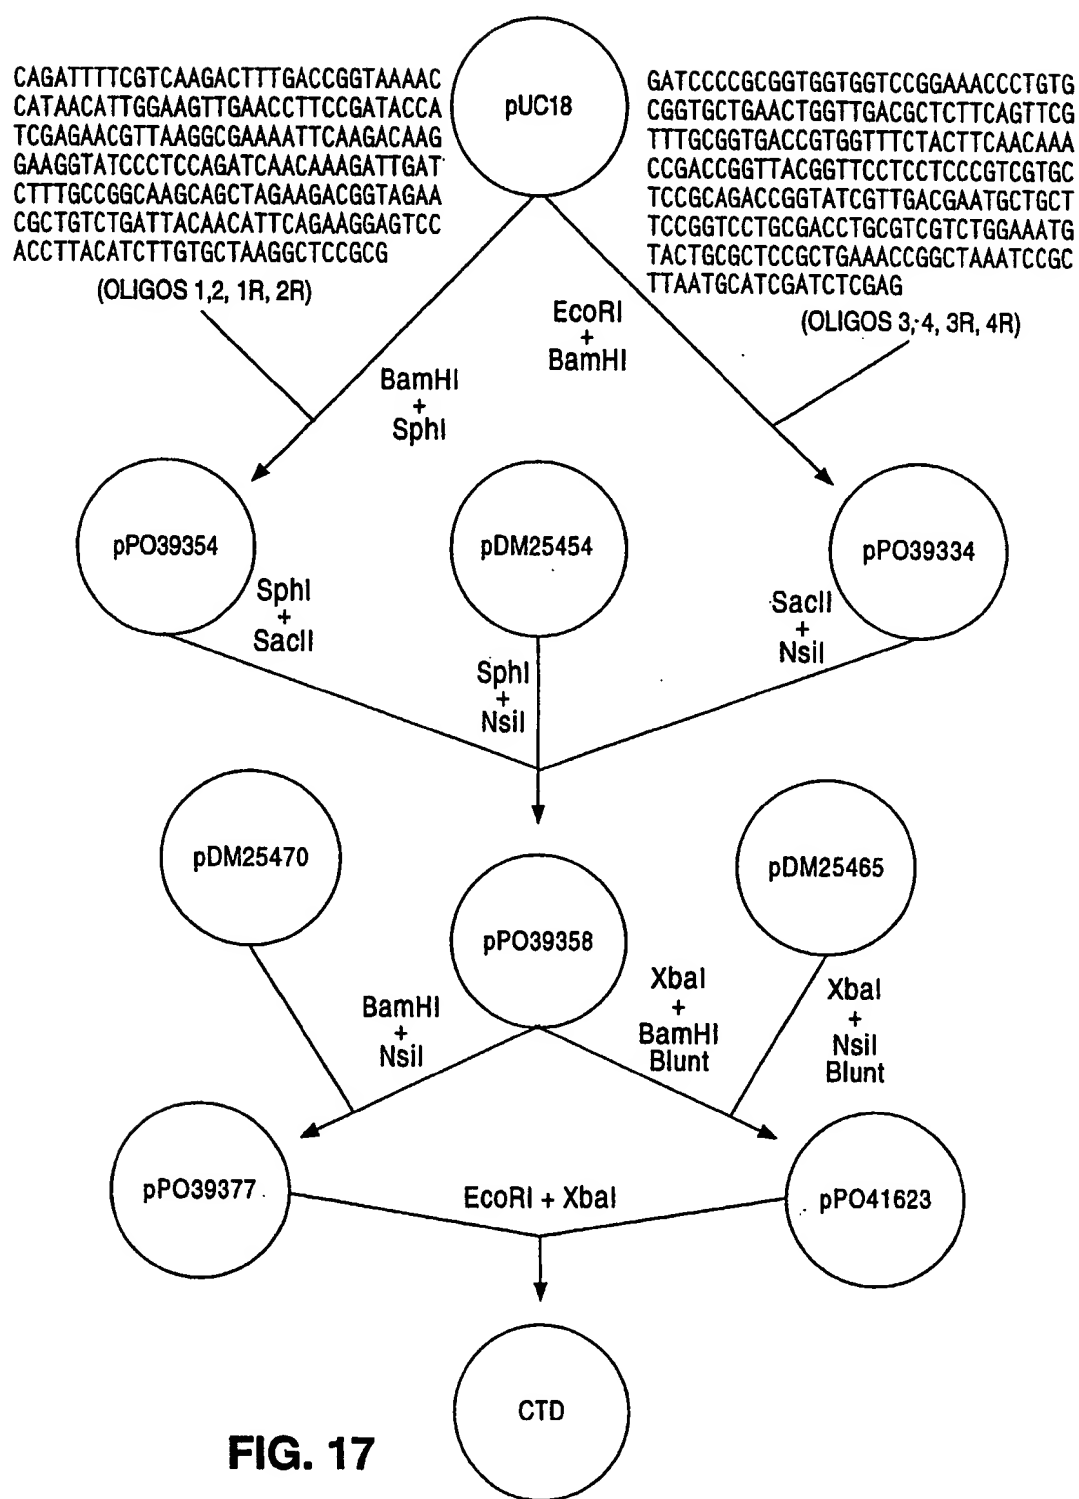 pUC18
CAGATTTTCGTCAAGACTTTGACCGGTAAAAC
CATAACATTGGAAGTTGAACCTTCCGATACCA
TCGAGAACGTTAAGGCGAAAATTCAAGACAAG
GAAGGTATCCCTCCAGATCAACAAAGATTGAT
CTTTGCCGGCAAGCAGCTAGAAGACGGTAGAA
CGCTGTCTGATTACAACATTCAGAAGGAGTCC
ACCTTACATCTTGTGCTAAGGCTCCGCG
(OLIGOS 1,2, 1R, 2R)
GATCCCCGCGGTGGTGGTCCGGAAACCCTGTG
CGGTGCTGAACTGGTTGACGCTCTTCAGTTCG
TTTGCGGTGACCGTGGTTTCTACTTCAACAAA
CCGACCGGTTACGGTTCCTCCTCCCGTCGTGC
TCCGCAGACCGGTATCGTTGACGAATGCTGCT
TCCGGTCCTGCGACCTGCGTCGTCTGGAAATG
TACTGCGCTCCGCTGAAACCGGCTAAATCCGC
TTAATGCATCGATCTCGAG
(OLIGOS 3, 4, 3R, 4R)
BamHI
+
SphI
EcoRI
+
BamHI
pPO39354
pDM25454
pPO39334
SphI
+
SacII
SphI
+
NsiI
SacII
+
NsiI
pDM25470
pPO39358
pDM25465
BamHI
+
NsiI
XbaI
+
BamHI
Blunt
XbaI
+
NsiI
Blunt
pPO39377
EcoRI + XbaI
pPO41623
CTD
FIG. 17